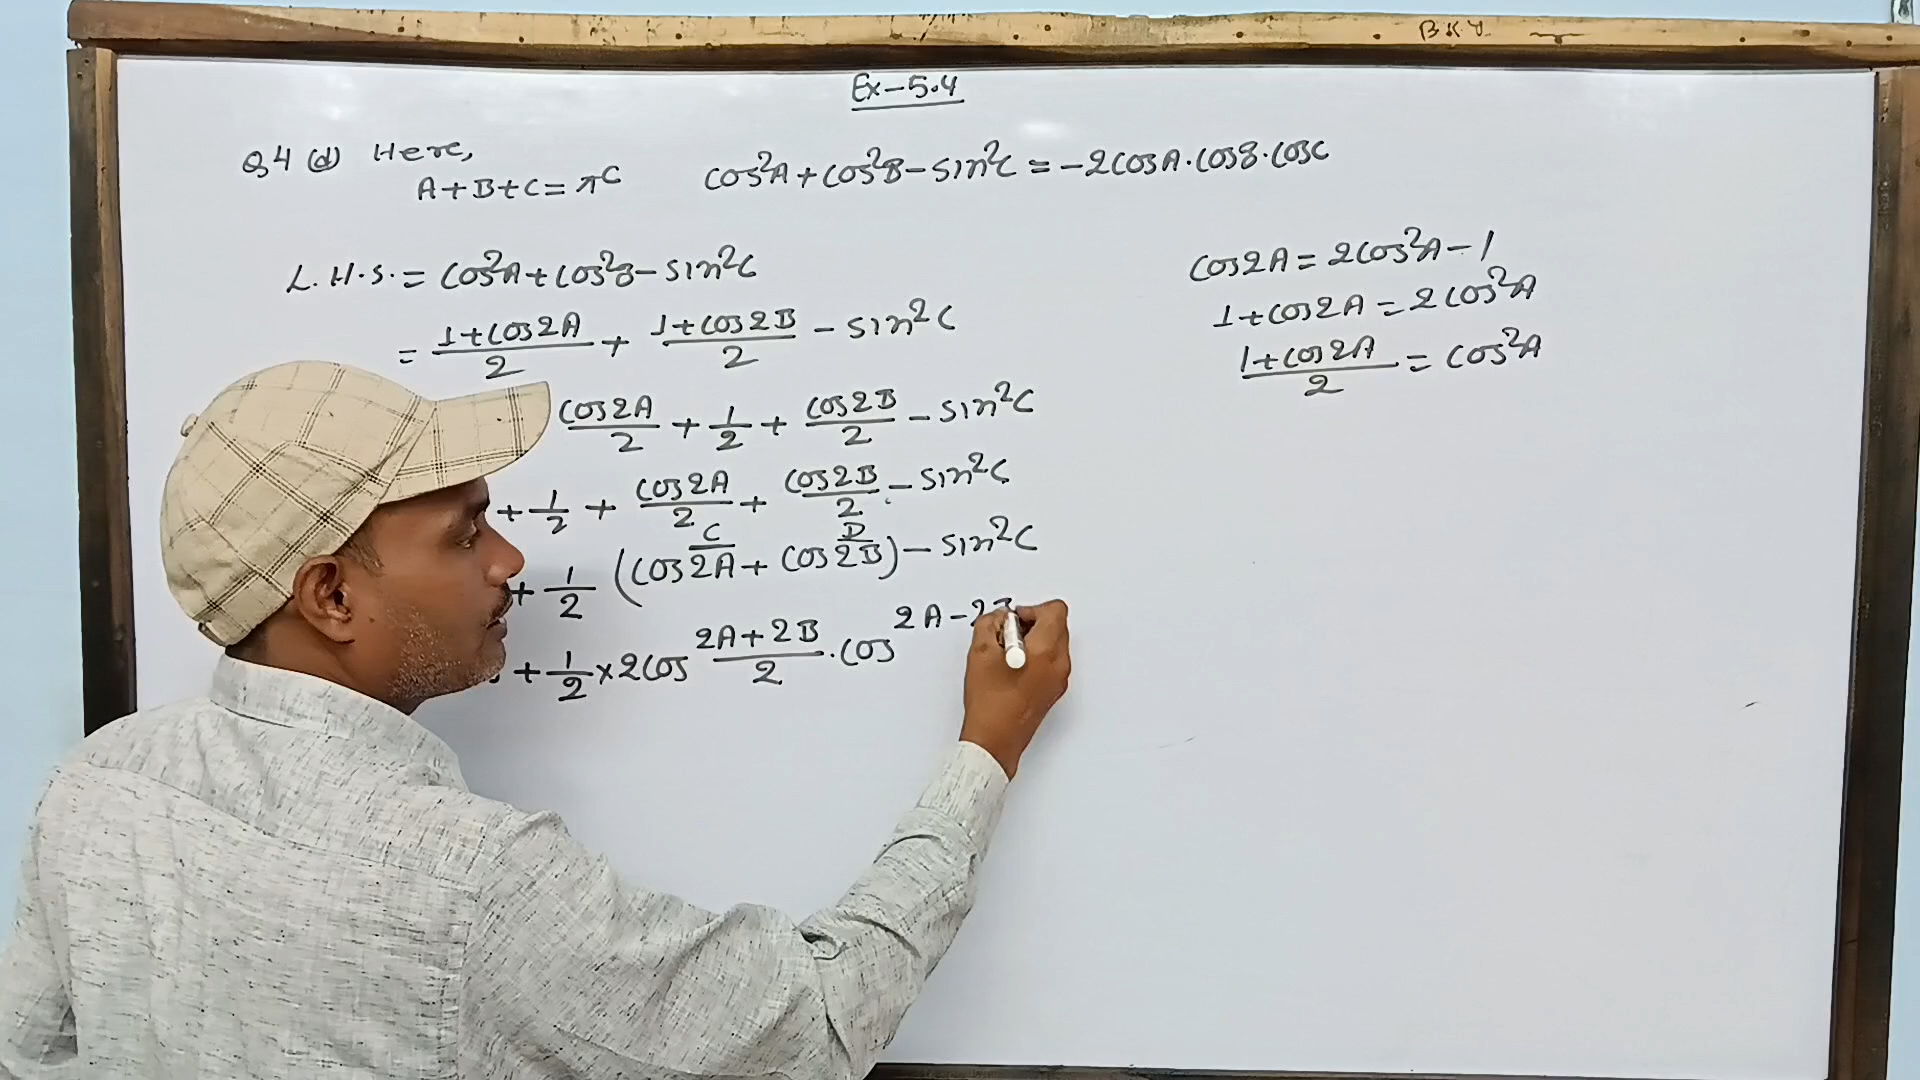 B.K.Y.
Ex-5.4
Q4 (d) Here,
A+B+C=π^c cos²A+cos²B-sin²C=-2cosA.cosB.cosC
L.H.S.=cos²A+cos²B-sin²C
=(1+cos2A)/2+(1+cos2B)/2-sin²C
cos2A/2+1/2+cos2B/2-sin²C
+1/2+cos2A/2+cos2B/2-sin²C
C D
+1/2(cos2A+cos2B)-sin²C
+1/2×2cos(2A+2B)/2.cos2A-2
cos2A=2cos²A-1
1+cos2A=2cos²A
(1+cos2A)/2=cos²A